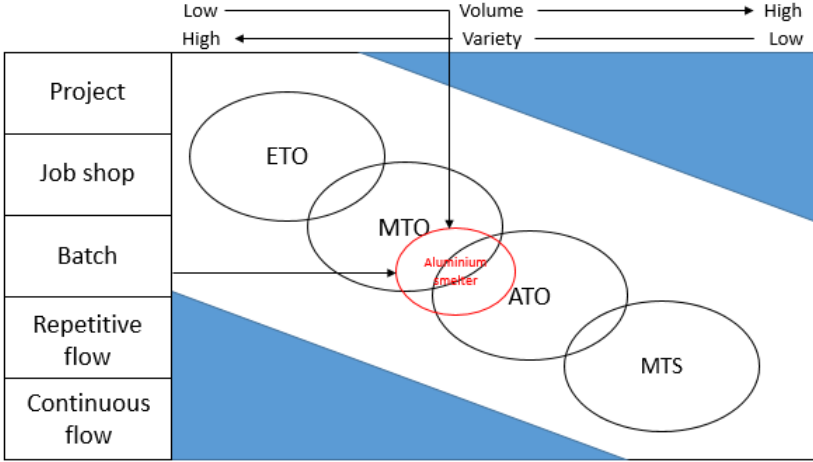 Low Volume High
High Variety Low
Project
ETO
Job shop
MTO
Batch
Aluminium
smelter
ATO
Repetitive
flow
MTS
Continuous
flow